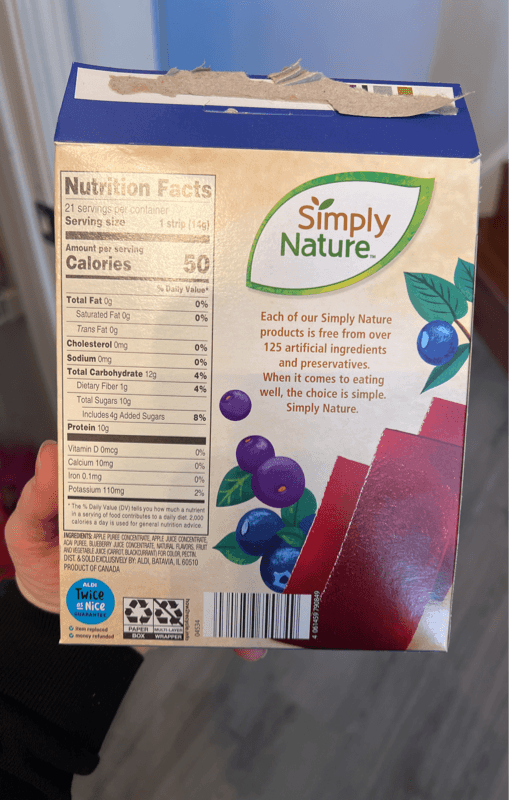 Nutrition Facts
21 servings per container
Serving size 1 strip (14g)
Amount per serving
Calories 50
% Daily Value*
Total Fat 0g 0%
Saturated Fat 0g 0%
Trans Fat 0g
Cholesterol 0mg 0%
Sodium 0mg 0%
Total Carbohydrate 12g 4%
Dietary Fiber 1g 4%
Total Sugars 10g
Includes 4g Added Sugars 8%
Protein 10g
Vitamin D 0mcg 0%
Calcium 10mg 0%
Iron 0.1mg 0%
Potassium 110mg 2%
* The % Daily Value (DV) tells you how much a nutrient
in a serving of food contributes to a daily diet. 2,000
calories a day is used for general nutrition advice.
INGREDIENTS: APPLE PUREE CONCENTRATE, APPLE JUICE CONCENTRATE,
ACAI PUREE, BLUEBERRY JUICE CONCENTRATE, NATURAL FLAVORS, FRUIT
AND VEGETABLE JUICE (CARROT, BLACKCURRANT) FOR COLOR, PECTIN.
DIST. & SOLD EXCLUSIVELY BY: ALDI, BATAVIA, IL 60510
PRODUCT OF CANADA
ALDI
Twice
as Nice
GUARANTEE
item replaced
money refunded
PAPER
BOX
MULTI-LAYER
WRAPPER
how2recycle.info
04534
4 061459 796849
Simply
Nature™
Each of our Simply Nature
products is free from over
125 artificial ingredients
and preservatives.
When it comes to eating
well, the choice is simple.
Simply Nature.